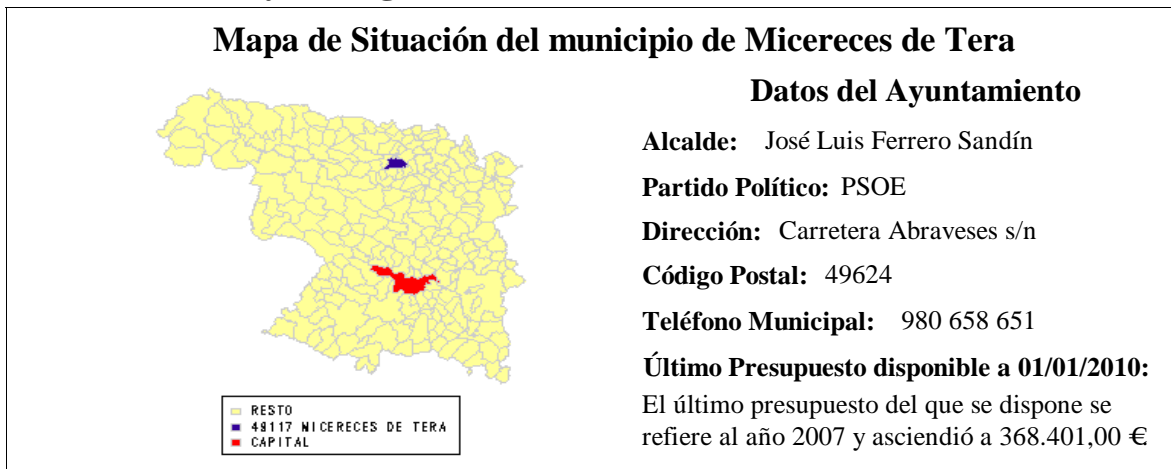 Mapa de Situación del municipio de Micereces de Tera
Datos del Ayuntamiento
Alcalde: José Luis Ferrero Sandín
Partido Político: PSOE
Dirección: Carretera Abraveses s/n
Código Postal: 49624
Teléfono Municipal: 980 658 651
Último Presupuesto disponible a 01/01/2010:
El último presupuesto del que se dispone se
refiere al año 2007 y asciendió a 368.401,00 €
RESTO
49117 MICERECES DE TERA
CAPITAL